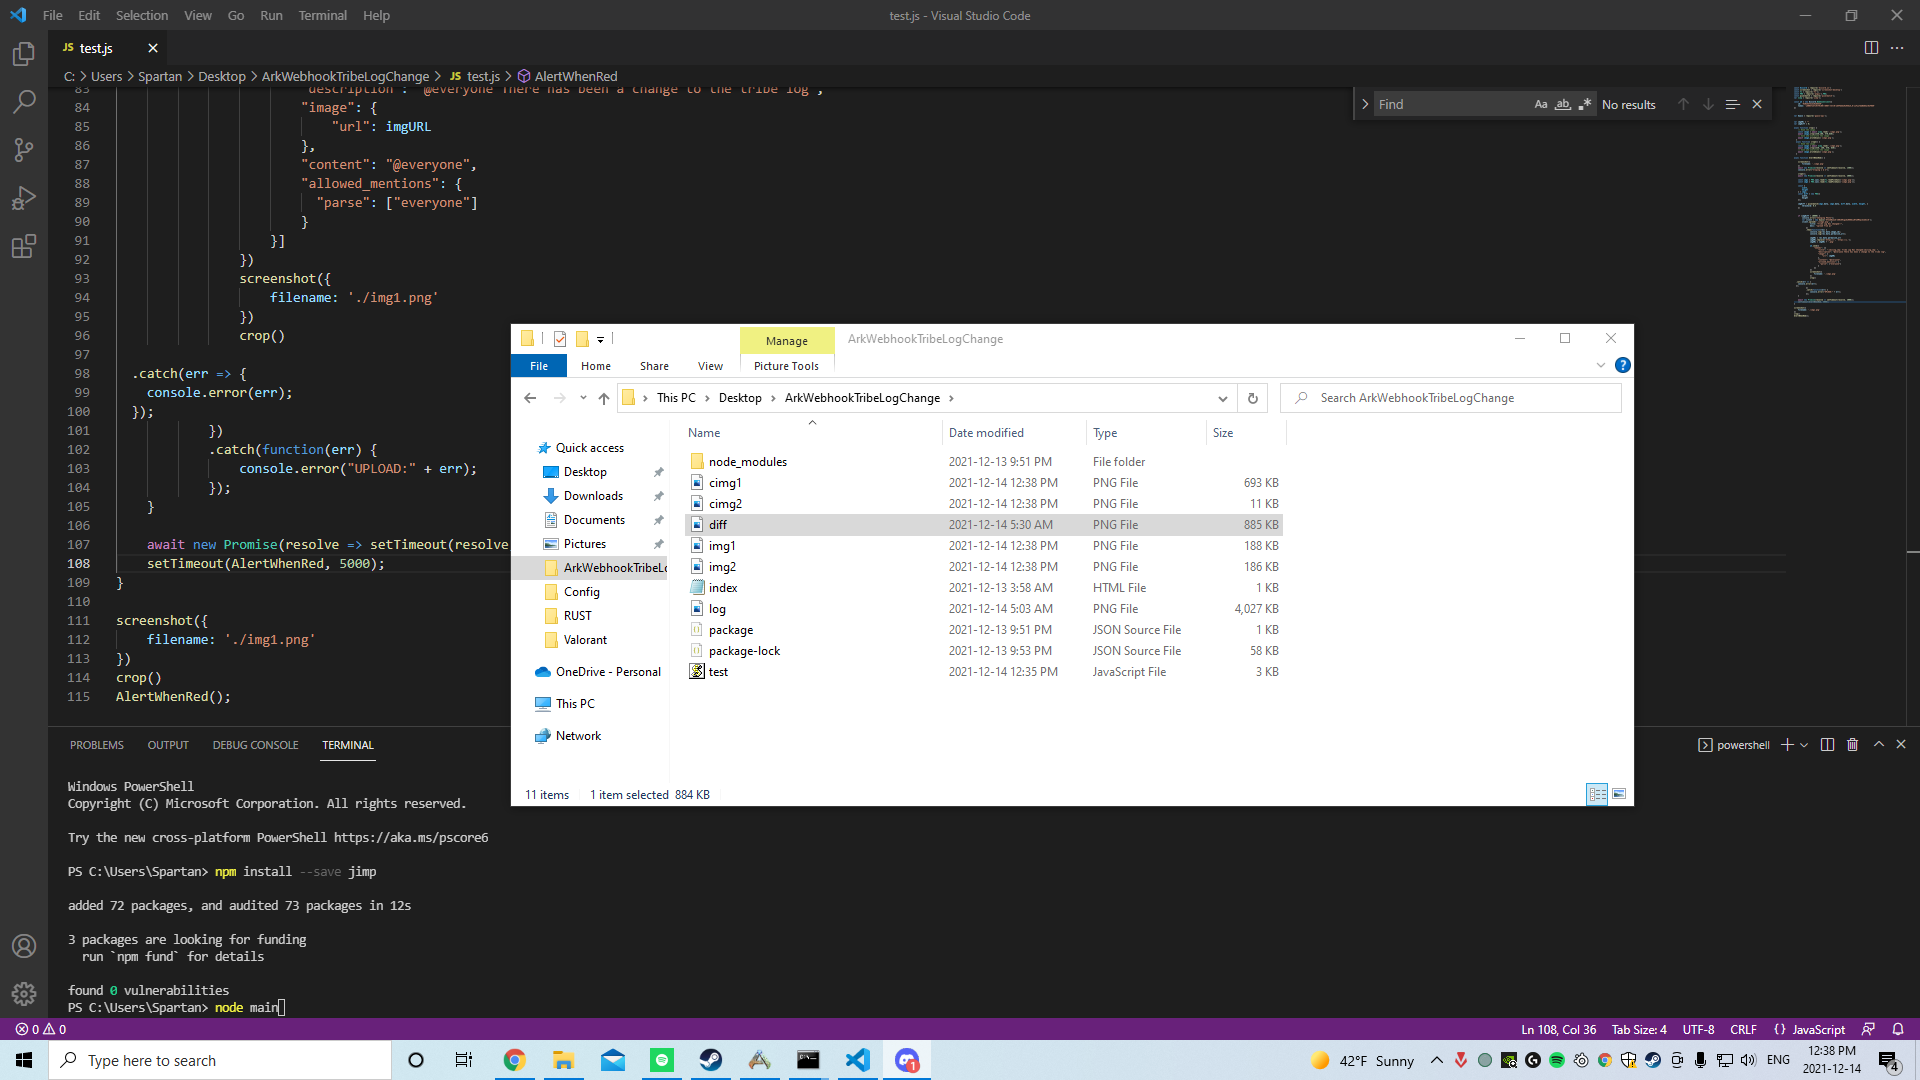 File Edit Selection View Go Run Terminal Help
test.js - Visual Studio Code
JS test.js
C: > Users > Spartan > Desktop > ArkWebhookTribeLogChange > JS test.js > AlertWhenRed
Find Aa ab .* No results
83 description : @everyone There has been a change to the tribe log ,
84 "image": {
85 "url": imgURL
86 },
87 "content": "@everyone",
88 "allowed_mentions": {
89 "parse": ["everyone"]
90 }
91 }]
92 })
93 screenshot({
94 filename: './img1.png'
95 })
96 crop()
97
98 .catch(err => {
99 console.error(err);
100 });
101 })
102 .catch(function(err) {
103 console.error("UPLOAD:" + err);
104 });
105 }
106
107 await new Promise(resolve => setTimeout(resolve
108 setTimeout(AlertWhenRed, 5000);
109 }
110
111 screenshot({
112 filename: './img1.png'
113 })
114 crop()
115 AlertWhenRed();
Manage ArkWebhookTribeLogChange
File Home Share View Picture Tools
This PC > Desktop > ArkWebhookTribeLogChange >
Search ArkWebhookTribeLogChange
Name Date modified Type Size
Quick access
Desktop
Downloads
Documents
Pictures
ArkWebhookTribeLo
Config
RUST
Valorant
OneDrive - Personal
This PC
Network
node_modules 2021-12-13 9:51 PM File folder
cimg1 2021-12-14 12:38 PM PNG File 693 KB
cimg2 2021-12-14 12:38 PM PNG File 11 KB
diff 2021-12-14 5:30 AM PNG File 885 KB
img1 2021-12-14 12:38 PM PNG File 188 KB
img2 2021-12-14 12:38 PM PNG File 186 KB
index 2021-12-13 3:58 AM HTML File 1 KB
log 2021-12-14 5:03 AM PNG File 4,027 KB
package 2021-12-13 9:51 PM JSON Source File 1 KB
package-lock 2021-12-13 9:53 PM JSON Source File 58 KB
test 2021-12-14 12:35 PM JavaScript File 3 KB
11 items 1 item selected 884 KB
PROBLEMS OUTPUT DEBUG CONSOLE TERMINAL
powershell
Windows PowerShell
Copyright (C) Microsoft Corporation. All rights reserved.
Try the new cross-platform PowerShell https://aka.ms/pscore6
PS C:\Users\Spartan> npm install --save jimp
added 72 packages, and audited 73 packages in 12s
3 packages are looking for funding
run `npm fund` for details
found 0 vulnerabilities
PS C:\Users\Spartan> node main
0 0
Ln 108, Col 36 Tab Size: 4 UTF-8 CRLF {} JavaScript
Type here to search
1
42°F Sunny
ENG
12:38 PM
2021-12-14
4